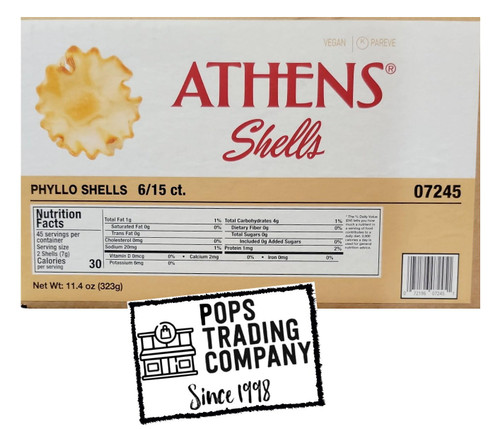 VEGAN | K PAREVE
ATHENS®
Shells
PHYLLO SHELLS 6/15 ct. 07245
Nutrition Facts
45 servings per container
Serving size
2 Shells (7g)
Calories per serving 30
Total Fat 1g 1%
Saturated Fat 0g 0%
Trans Fat 0g
Cholesterol 0mg 0%
Sodium 20mg 1%
Total Carbohydrates 4g 1%
Dietary Fiber 0g 0%
Total Sugars 0g
Included 0g Added Sugars 0%
Protein 1mg 2%
Vitamin D 0mcg 0% • Calcium 2mg 0% • Iron 0mg 0%
Potassium 6mg 0%
Net Wt: 11.4 oz (323g)
POPS
TRADING
COMPANY
Since 1998